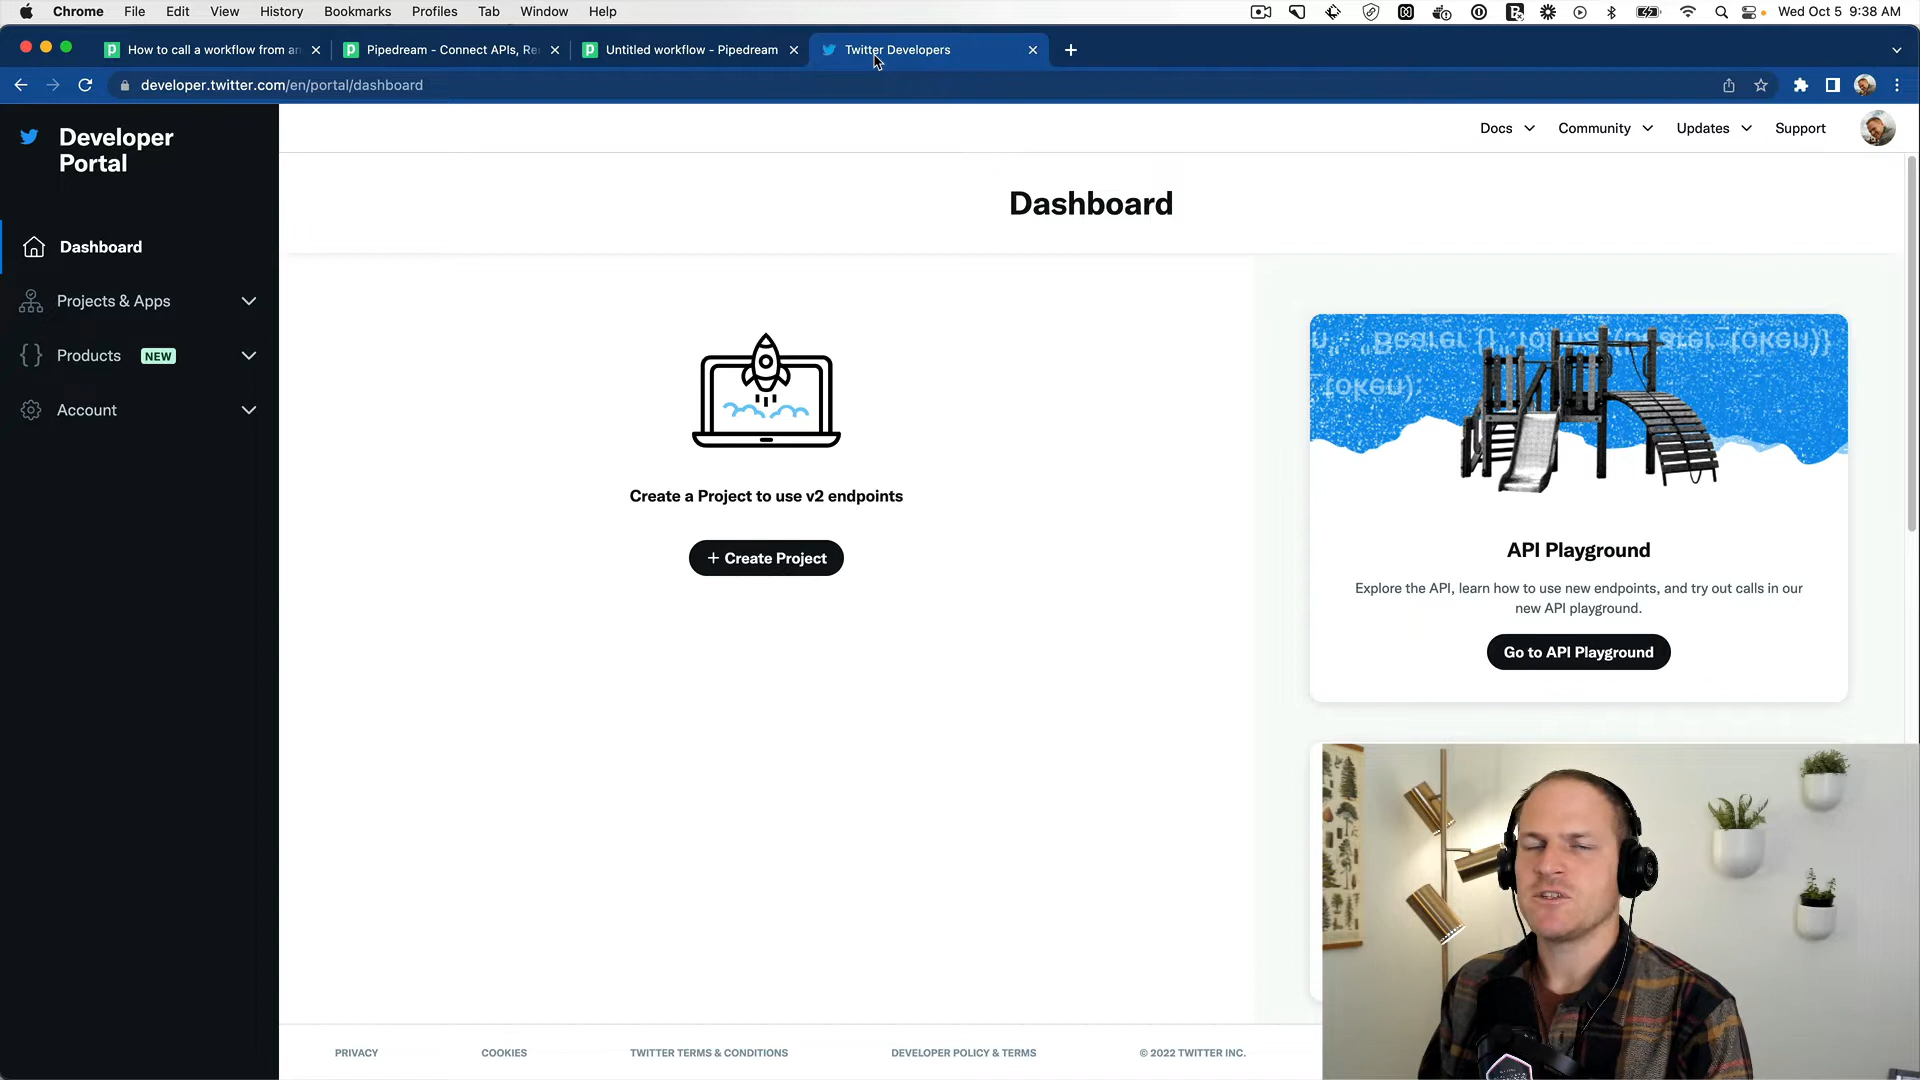 Chrome File Edit View History Bookmarks Profiles Tab Window Help
Wed Oct 5 9:38 AM
How to call a workflow from an
Pipedream - Connect APIs, Re
Untitled workflow - Pipedream
Twitter Developers
developer.twitter.com/en/portal/dashboard
Developer
Portal
Docs
Community
Updates
Support
Dashboard
Dashboard
Projects & Apps
Products NEW
Account
Create a Project to use v2 endpoints
+ Create Project
API Playground
Explore the API, learn how to use new endpoints, and try out calls in our
new API playground.
Go to API Playground
PRIVACY
COOKIES
TWITTER TERMS & CONDITIONS
DEVELOPER POLICY & TERMS
© 2022 TWITTER INC.